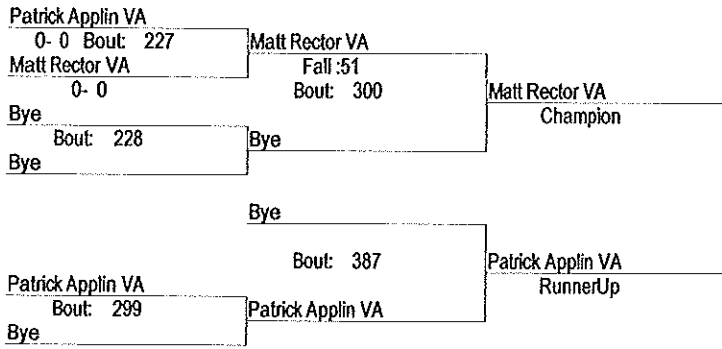 Patrick Applin VA
0- 0 Bout: 227
Matt Rector VA
Matt Rector VA
Fall :51
0- 0
Bout: 300
Matt Rector VA
Champion
Bye
Bout: 228
Bye
Bye
Bye
Bout: 387
Patrick Applin VA
RunnerUp
Patrick Applin VA
Bout: 299
Patrick Applin VA
Bye